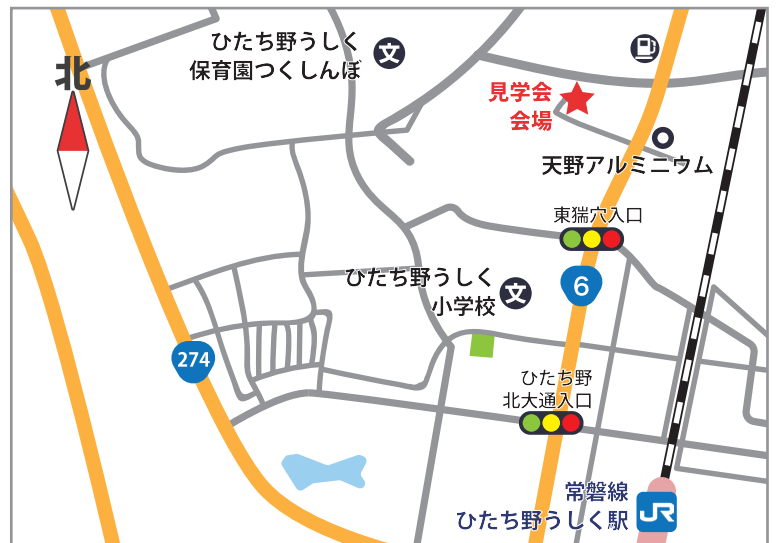 ひたち野うしく
保育園つくしんぼ
文
北
見学会
会場
天野アルミニウム
東猯穴入口
6
ひたち野うしく
小学校
文
274
ひたち野
北大通入口
常磐線
ひたち野うしく駅
JR